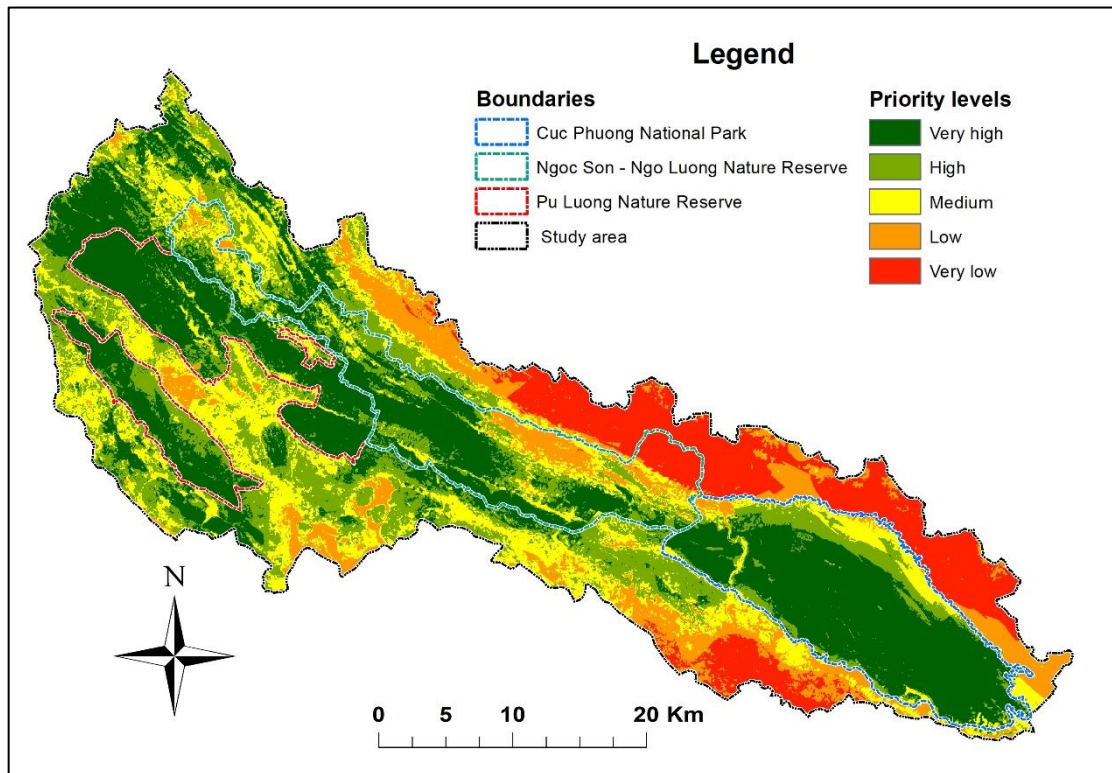 Legend
Boundaries
Cuc Phuong National Park
Ngoc Son - Ngo Luong Nature Reserve
Pu Luong Nature Reserve
Study area
Priority levels
Very high
High
Medium
Low
Very low
N
0 5 10 20 Km